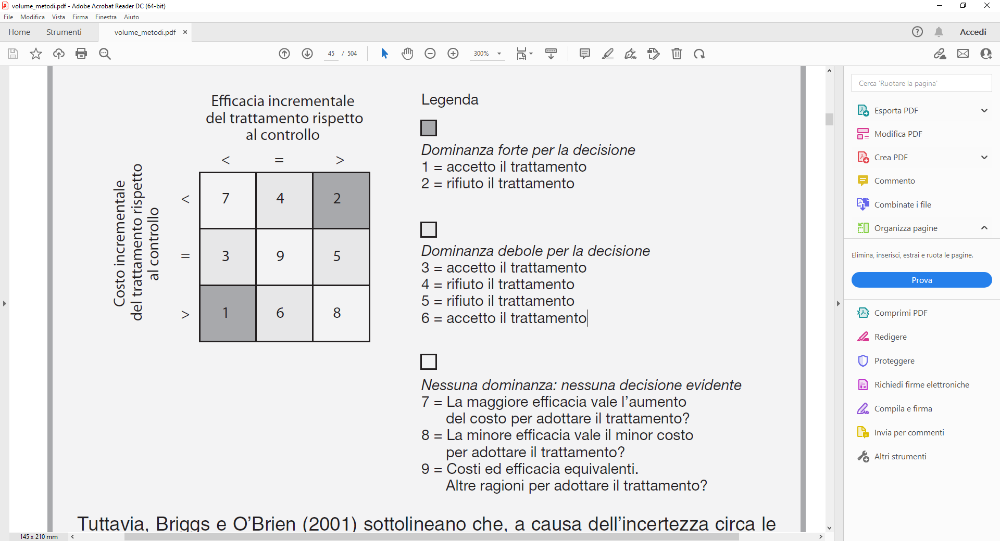 volume_metodi.pdf - Adobe Acrobat Reader DC (64-bit)
File Modifica Vista Firma Finestra Aiuto
Home Strumenti volume_metodi.pdf × ? Accedi
45 / 504 300%
Efficacia incrementale
del trattamento rispetto
al controllo
< = >
Costo incrementale
del trattamento rispetto
al controllo
< 7 4 2
= 3 9 5
> 1 6 8
Legenda
Dominanza forte per la decisione
1 = accetto il trattamento
2 = rifiuto il trattamento
Dominanza debole per la decisione
3 = accetto il trattamento
4 = rifiuto il trattamento
5 = rifiuto il trattamento
6 = accetto il trattamento
Nessuna dominanza: nessuna decisione evidente
7 = La maggiore efficacia vale l’aumento
del costo per adottare il trattamento?
8 = La minore efficacia vale il minor costo
per adottare il trattamento?
9 = Costi ed efficacia equivalenti.
Altre ragioni per adottare il trattamento?
Tuttavia, Briggs e O’Brien (2001) sottolineano che, a causa dell’incertezza circa le
145 x 210 mm
Cerca 'Ruotare la pagina'
Esporta PDF
Modifica PDF
Crea PDF
Commento
Combinate i file
Organizza pagine
Elimina, inserisci, estrai e ruota le pagine.
Prova
Comprimi PDF
Redigere
Proteggere
Richiedi firme elettroniche
Compila e firma
Invia per commenti
Altri strumenti